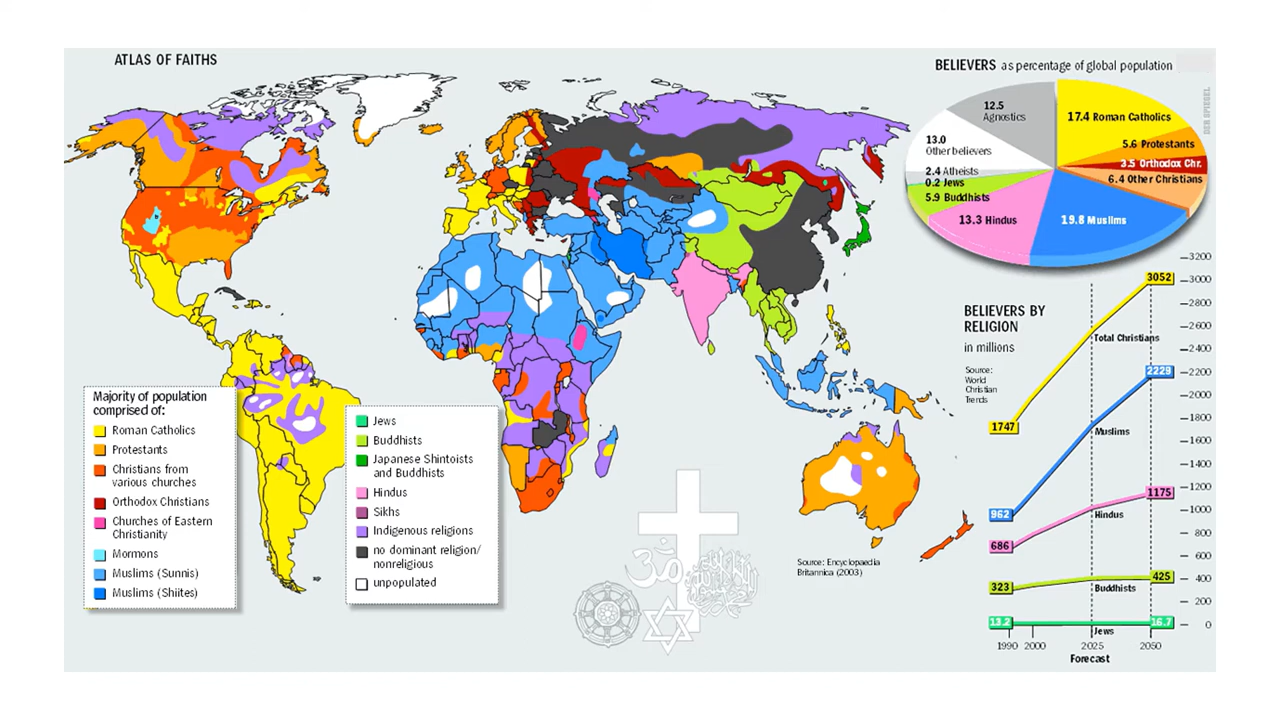 ATLAS OF FAITHS
BELIEVERS as percentage of global population
DER SPIEGEL
12.5
Agnostics
17.4 Roman Catholics
13.0
Other believers
5.6 Protestants
3.5 Orthodox Chr.
2.4 Atheists
6.4 Other Christians
0.2 Jews
5.9 Buddhists
13.3 Hindus
19.8 Muslims
BELIEVERS BY
RELIGION
in millions
Source:
World
Christian
Trends
3200
3000
2800
2600
2400
2200
2000
1800
1600
1400
1200
1000
800
600
400
200
0
3052
Total Christians
1747
2229
Muslims
962
1175
Hindus
686
425
323
Buddhists
13.2
16.7
Jews
1990 2000 2025 2050
Forecast
Majority of population
comprised of:
Roman Catholics
Protestants
Christians from
various churches
Orthodox Christians
Churches of Eastern
Christianity
Mormons
Muslims (Sunnis)
Muslims (Shiites)
Jews
Buddhists
Japanese Shintoists
and Buddhists
Hindus
Sikhs
Indigenous religions
no dominant religion/
nonreligious
unpopulated
Source: Encyclopaedia
Britannica (2003)
ॐ